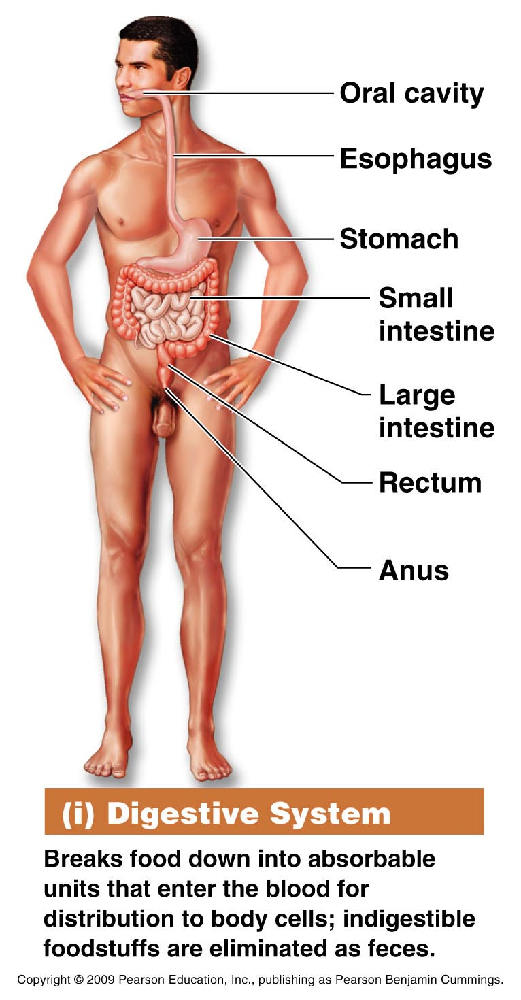 Oral cavity
Esophagus
Stomach
Small
intestine
Large
intestine
Rectum
Anus
(i) Digestive System
Breaks food down into absorbable
units that enter the blood for
distribution to body cells; indigestible
foodstuffs are eliminated as feces.
Copyright © 2009 Pearson Education, Inc., publishing as Pearson Benjamin Cummings.